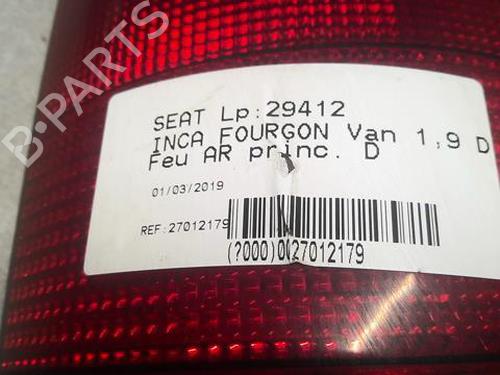 B-PARTS
SEAT Lp:29412
INCA FOURGON Van 1,9 D
Feu AR princ. D
01/03/2019
REF:27012179
(?000)0(27012179